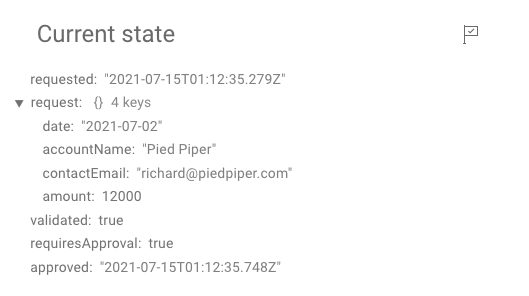 Current state
requested: "2021-07-15T01:12:35.279Z"
request: {} 4 keys
date: "2021-07-02"
accountName: "Pied Piper"
contactEmail: "richard@piedpiper.com"
amount: 12000
validated: true
requiresApproval: true
approved: "2021-07-15T01:12:35.748Z"